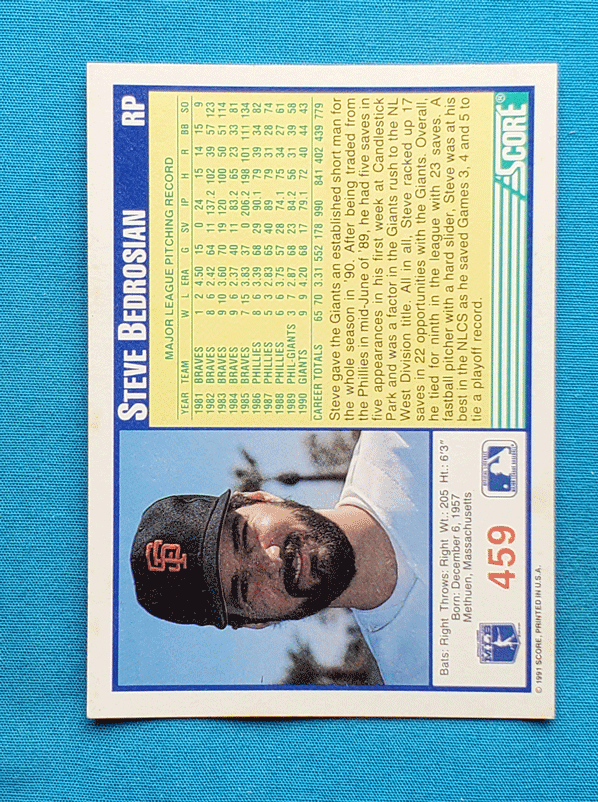 STEVE BEDROSIAN RP
MAJOR LEAGUE PITCHING RECORD
YEAR TEAM W L ERA G SV IP H R BB SO
1981 BRAVES 1 2 4.50 15 0 24 15 14 15 9
1982 BRAVES 8 6 2.42 64 11 137.2 102 39 57 123
1983 BRAVES 9 10 3.60 70 19 120 100 50 51 114
1984 BRAVES 9 6 2.37 40 11 83.2 65 23 33 81
1985 BRAVES 7 15 3.83 37 0 206.2 198 101 111 134
1986 PHILLIES 8 6 3.39 68 29 90.1 79 39 34 82
1987 PHILLIES 5 3 2.83 65 40 89 79 31 28 74
1988 PHILLIES 6 6 3.75 57 28 74.1 75 34 27 61
1989 PHIL-GIANTS 3 7 2.87 68 23 84.2 56 31 39 58
1990 GIANTS 9 9 4.20 68 17 79.1 72 40 44 43
CAREER TOTALS 65 70 3.31 552 178 990 841 402 439 779
Steve gave the Giants an established short man for
the whole season in '90. After being traded from
the Phillies in mid-June of '89, he had five saves in
five appearances in his first week at Candlestick
Park and was a factor in the Giants rush to the NL
West Division title. All in all, Steve racked up 17
saves in 22 opportunities with the Giants. Overall,
he tied for ninth in the league with 23 saves. A
fastball pitcher with a hard slider, Steve was at his
best in the NLCS as he saved Games 3, 4 and 5 to
tie a playoff record.
SCORE®
SF
Bats: Right Throws: Right Wt.: 205 Ht.: 6'3"
Born: December 6, 1957
Methuen, Massachusetts
459
© 1991 SCORE, PRINTED IN U.S.A.